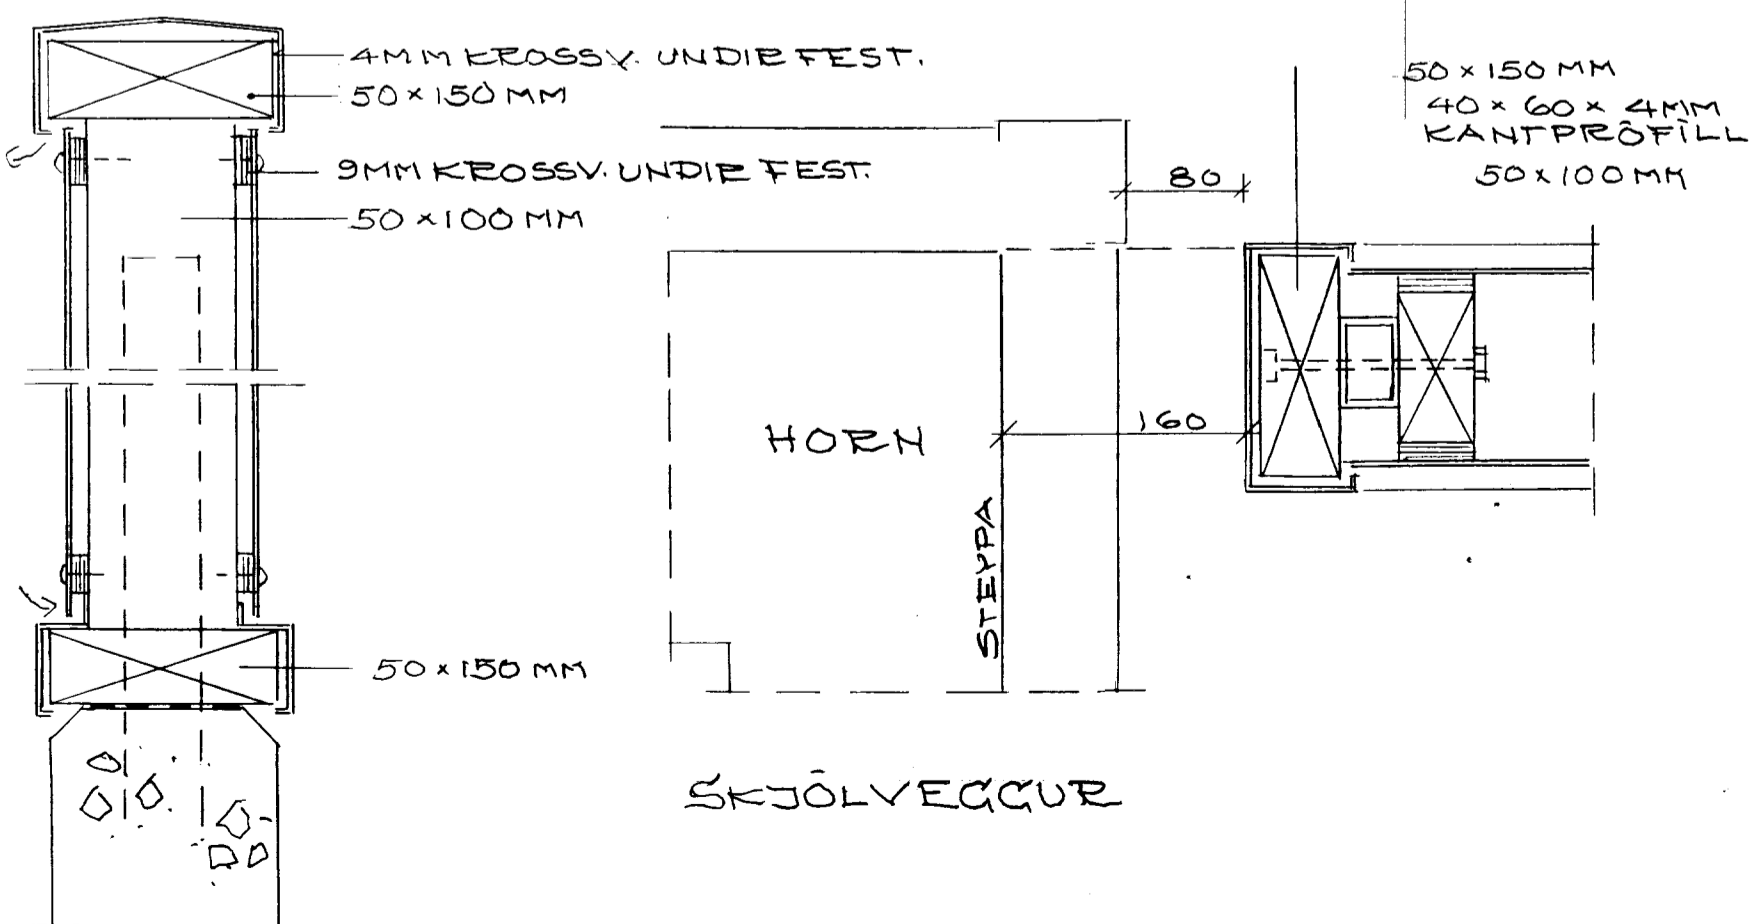 4MM KROSSV. UNDIR FEST.
50 x 150 MM
9MM KROSSV. UNDIR FEST.
50 x 100 MM
50 x 150 MM
50 x 150 MM
40 x 60 x 4MM
KANTPRÓFÍLL
50 x 100 MM
80
160
HORN
STEYPA
SKJÓLVEGGUR